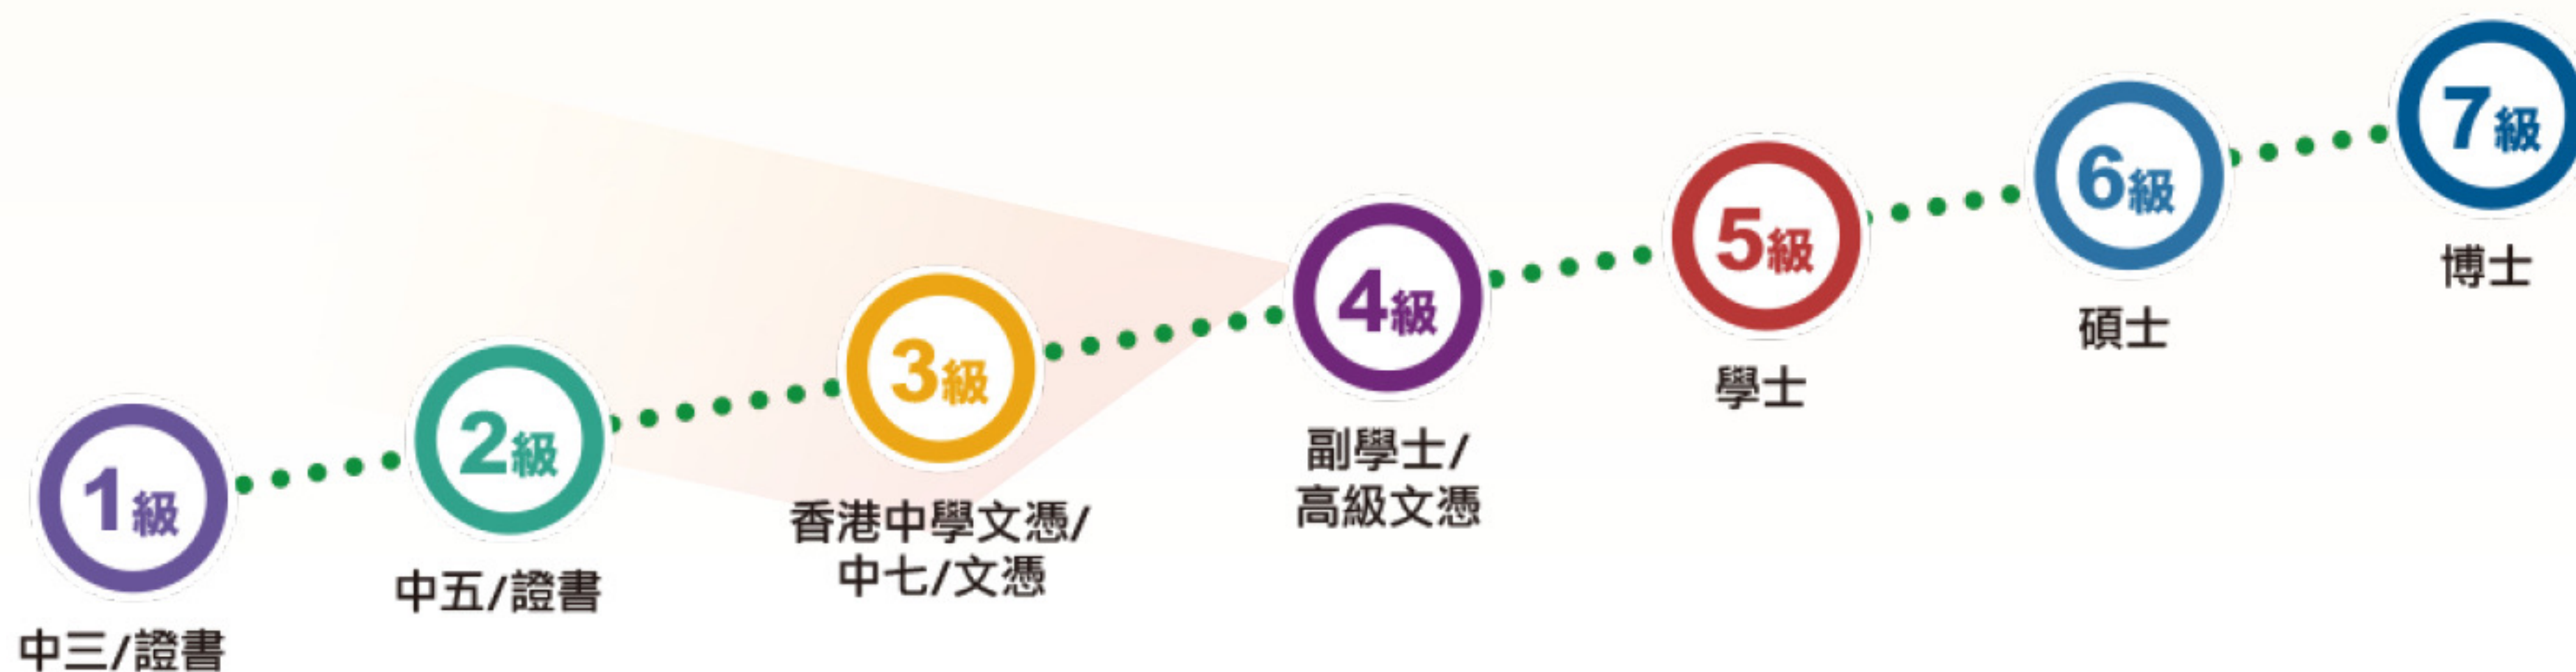 1級
中三/證書
2級
中五/證書
3級
香港中學文憑/
中七/文憑
4級
副學士/
高級文憑
5級
學士
6級
碩士
7級
博士